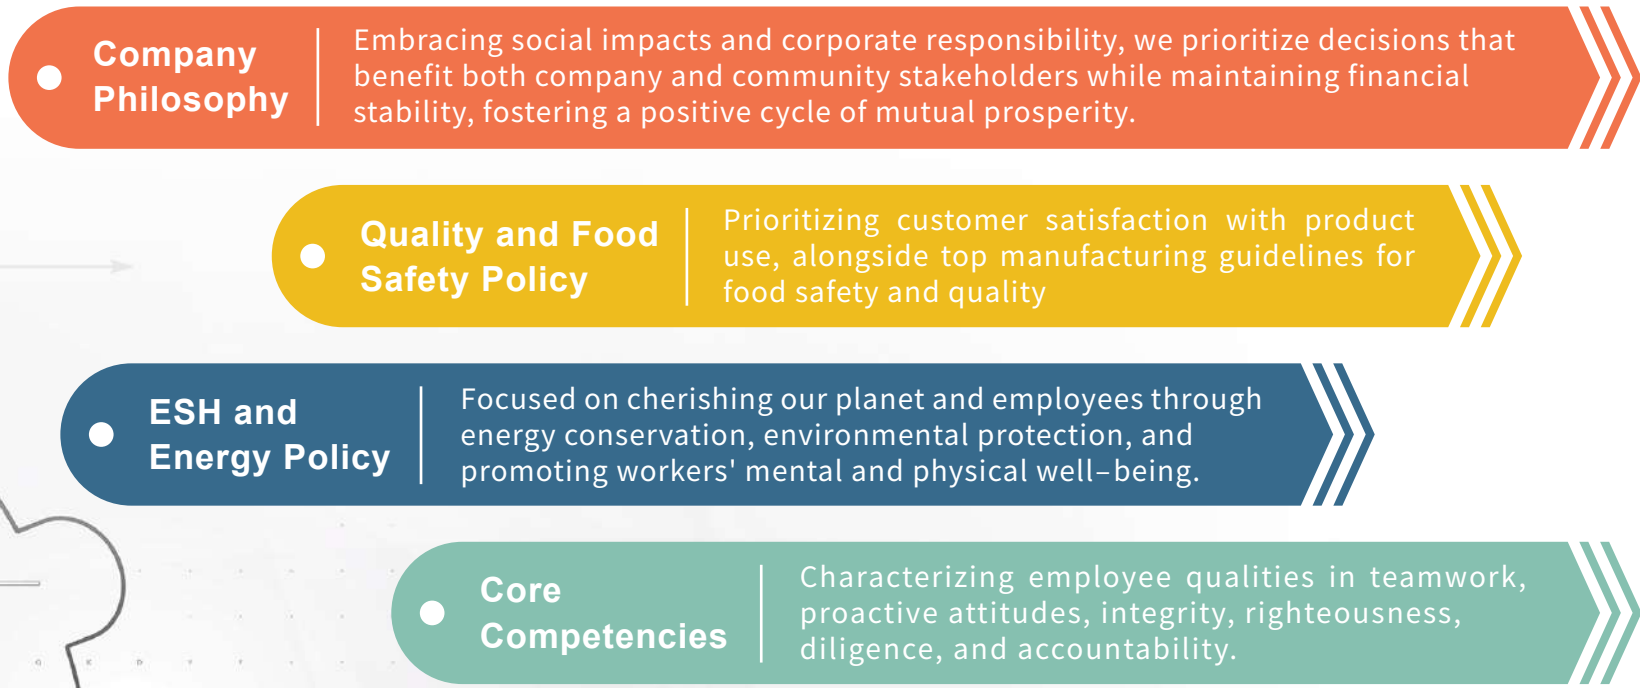 Company
Philosophy
Embracing social impacts and corporate responsibility, we prioritize decisions that
benefit both company and community stakeholders while maintaining financial
stability, fostering a positive cycle of mutual prosperity.
Quality and Food
Safety Policy
Prioritizing customer satisfaction with product
use, alongside top manufacturing guidelines for
food safety and quality
ESH and
Energy Policy
Focused on cherishing our planet and employees through
energy conservation, environmental protection, and
promoting workers' mental and physical well–being.
Core
Competencies
Characterizing employee qualities in teamwork,
proactive attitudes, integrity, righteousness,
diligence, and accountability.